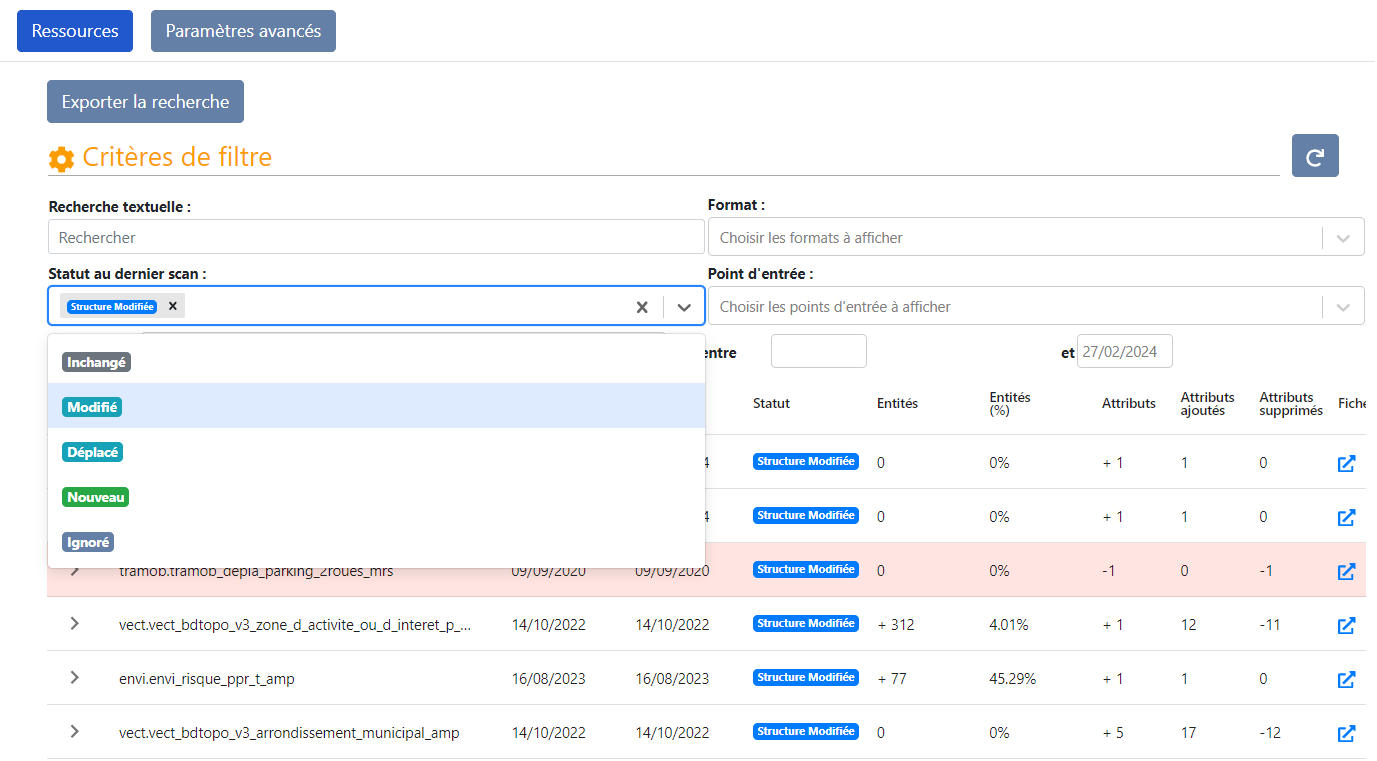 Ressources Paramètres avancés
Exporter la recherche
Critères de filtre
Recherche textuelle : Format :
Rechercher Choisir les formats à afficher
Statut au dernier scan : Point d'entrée :
Structure Modifiée Choisir les points d'entrée à afficher
entre et 27/02/2024
Inchangé
Modifié
Déplacé
Nouveau
Ignoré
Statut Entités Entités (%) Attributs Attributs ajoutés Attributs supprimés Fiche
4 Structure Modifiée 0 0% + 1 1 0
4 Structure Modifiée 0 0% + 1 1 0
tramob.tramob_depla_parking_2roues_mrs 09/09/2020 09/09/2020 Structure Modifiée 0 0% -1 0 -1
vect.vect_bdtopo_v3_zone_d_activite_ou_d_interet_p_... 14/10/2022 14/10/2022 Structure Modifiée + 312 4.01% + 1 12 -11
envi.envi_risque_ppr_t_amp 16/08/2023 16/08/2023 Structure Modifiée + 77 45.29% + 1 1 0
vect.vect_bdtopo_v3_arrondissement_municipal_amp 14/10/2022 14/10/2022 Structure Modifiée 0 0% + 5 17 -12